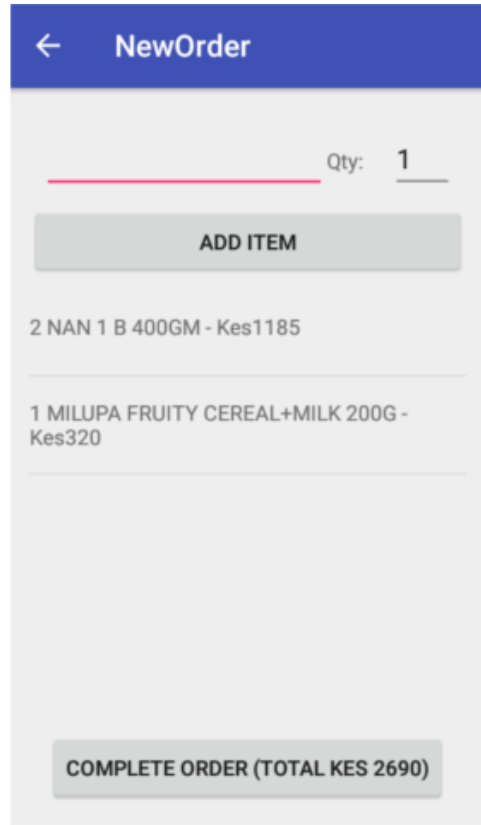 NewOrder
Qty: 1
ADD ITEM
2 NAN 1 B 400GM - Kes1185
1 MILUPA FRUITY CEREAL+MILK 200G -
Kes320
COMPLETE ORDER (TOTAL KES 2690)